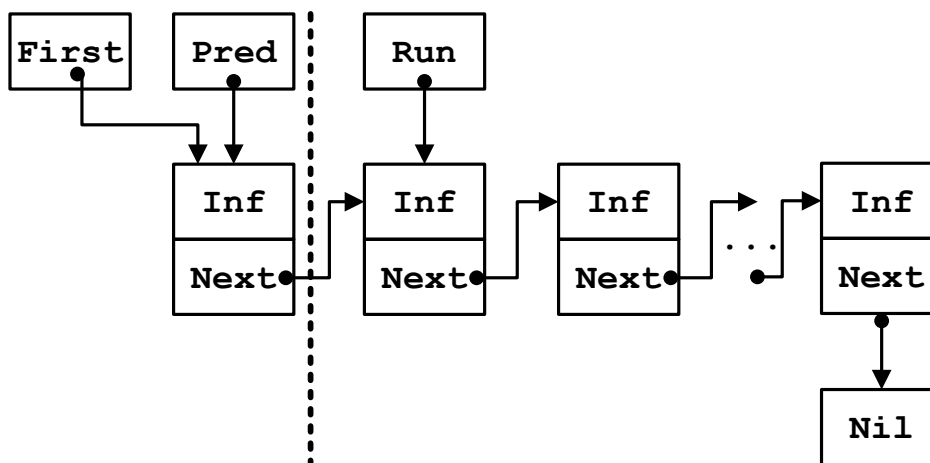 First Pred Run
Inf Inf Inf Inf
. . .
Next Next Next Next
Nil